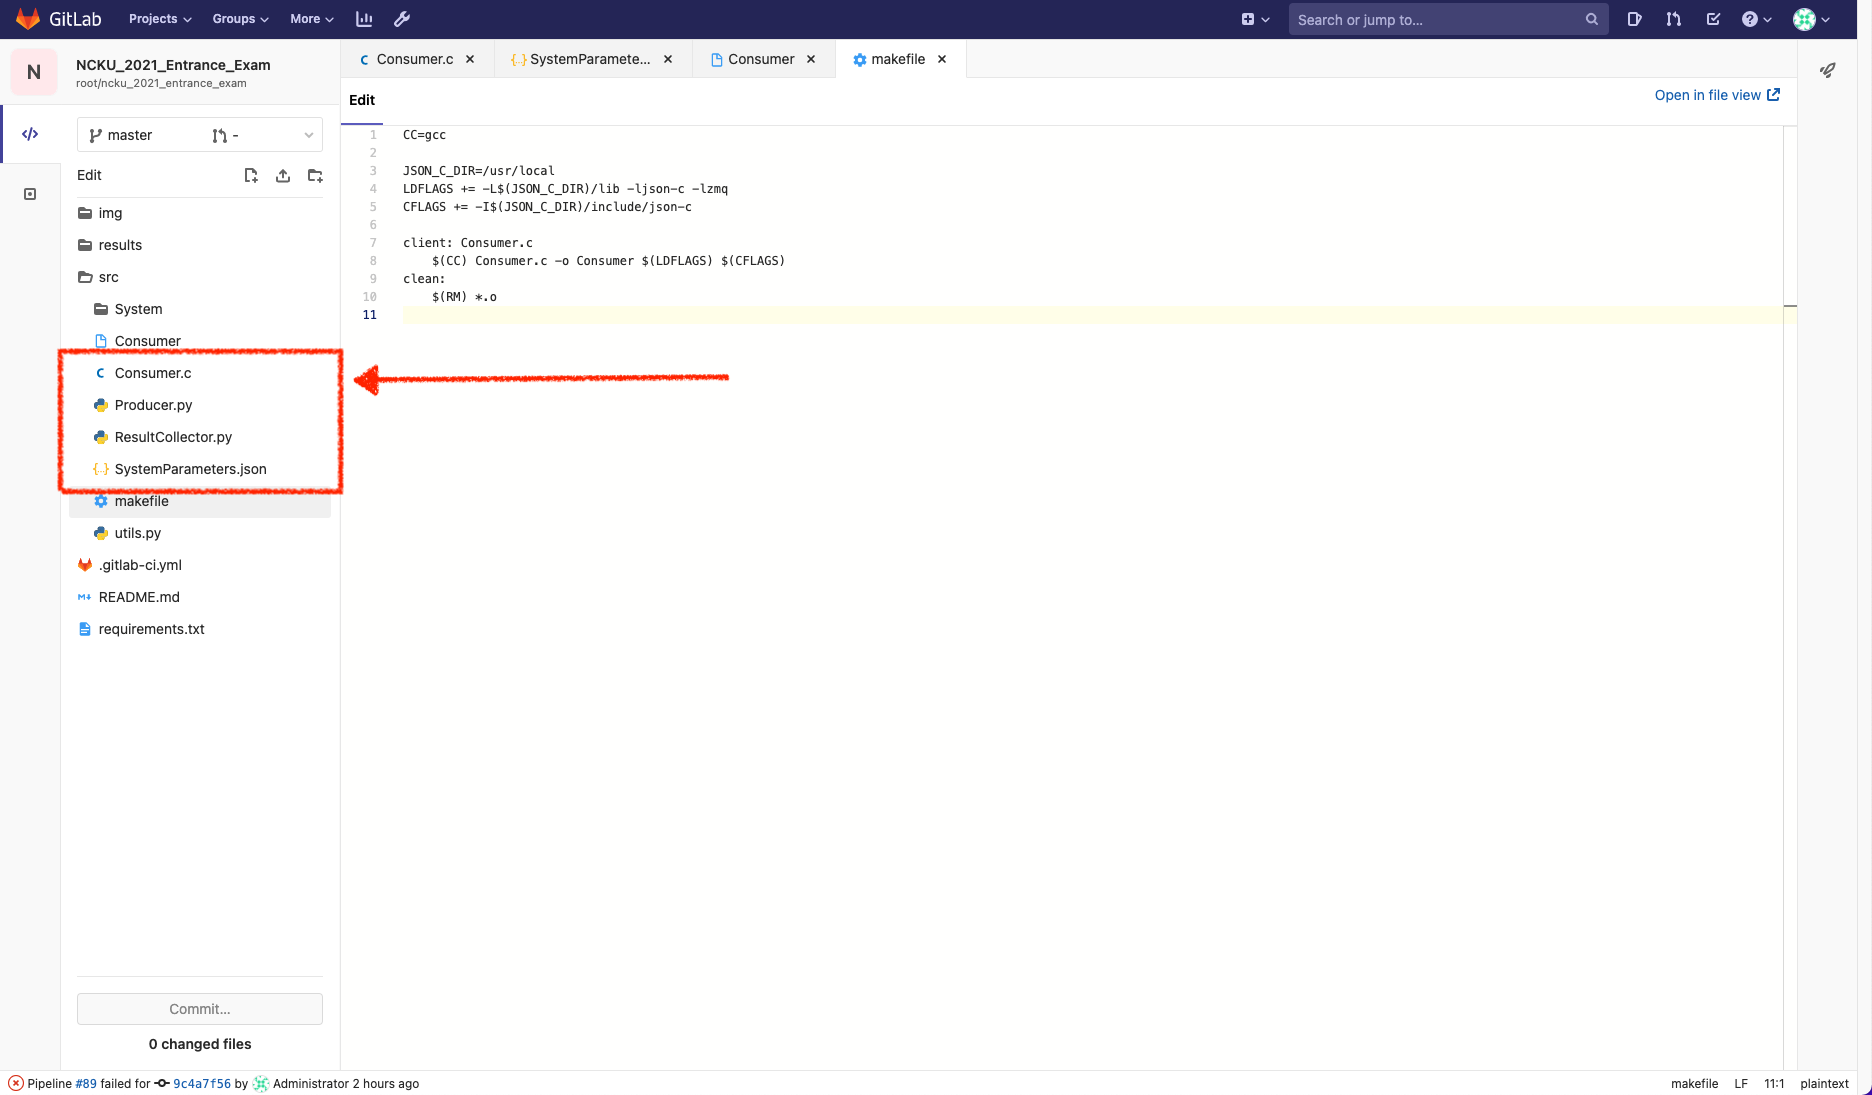 GitLab Projects Groups More Search or jump to...
N NCKU_2021_Entrance_Exam
root/ncku_2021_entrance_exam
master -
Edit
img
results
src
System
Consumer
Consumer.c
Producer.py
ResultCollector.py
SystemParameters.json
makefile
utils.py
.gitlab-ci.yml
README.md
requirements.txt
Commit...
0 changed files
Consumer.c SystemParamete... Consumer makefile
Edit Open in file view
1 CC=gcc
2
3 JSON_C_DIR=/usr/local
4 LDFLAGS += -L$(JSON_C_DIR)/lib -ljson-c -lzmq
5 CFLAGS += -I$(JSON_C_DIR)/include/json-c
6
7 client: Consumer.c
8 $(CC) Consumer.c -o Consumer $(LDFLAGS) $(CFLAGS)
9 clean:
10 $(RM) *.o
11
Pipeline #89 failed for 9c4a7f56 by Administrator 2 hours ago makefile LF 11:1 plaintext